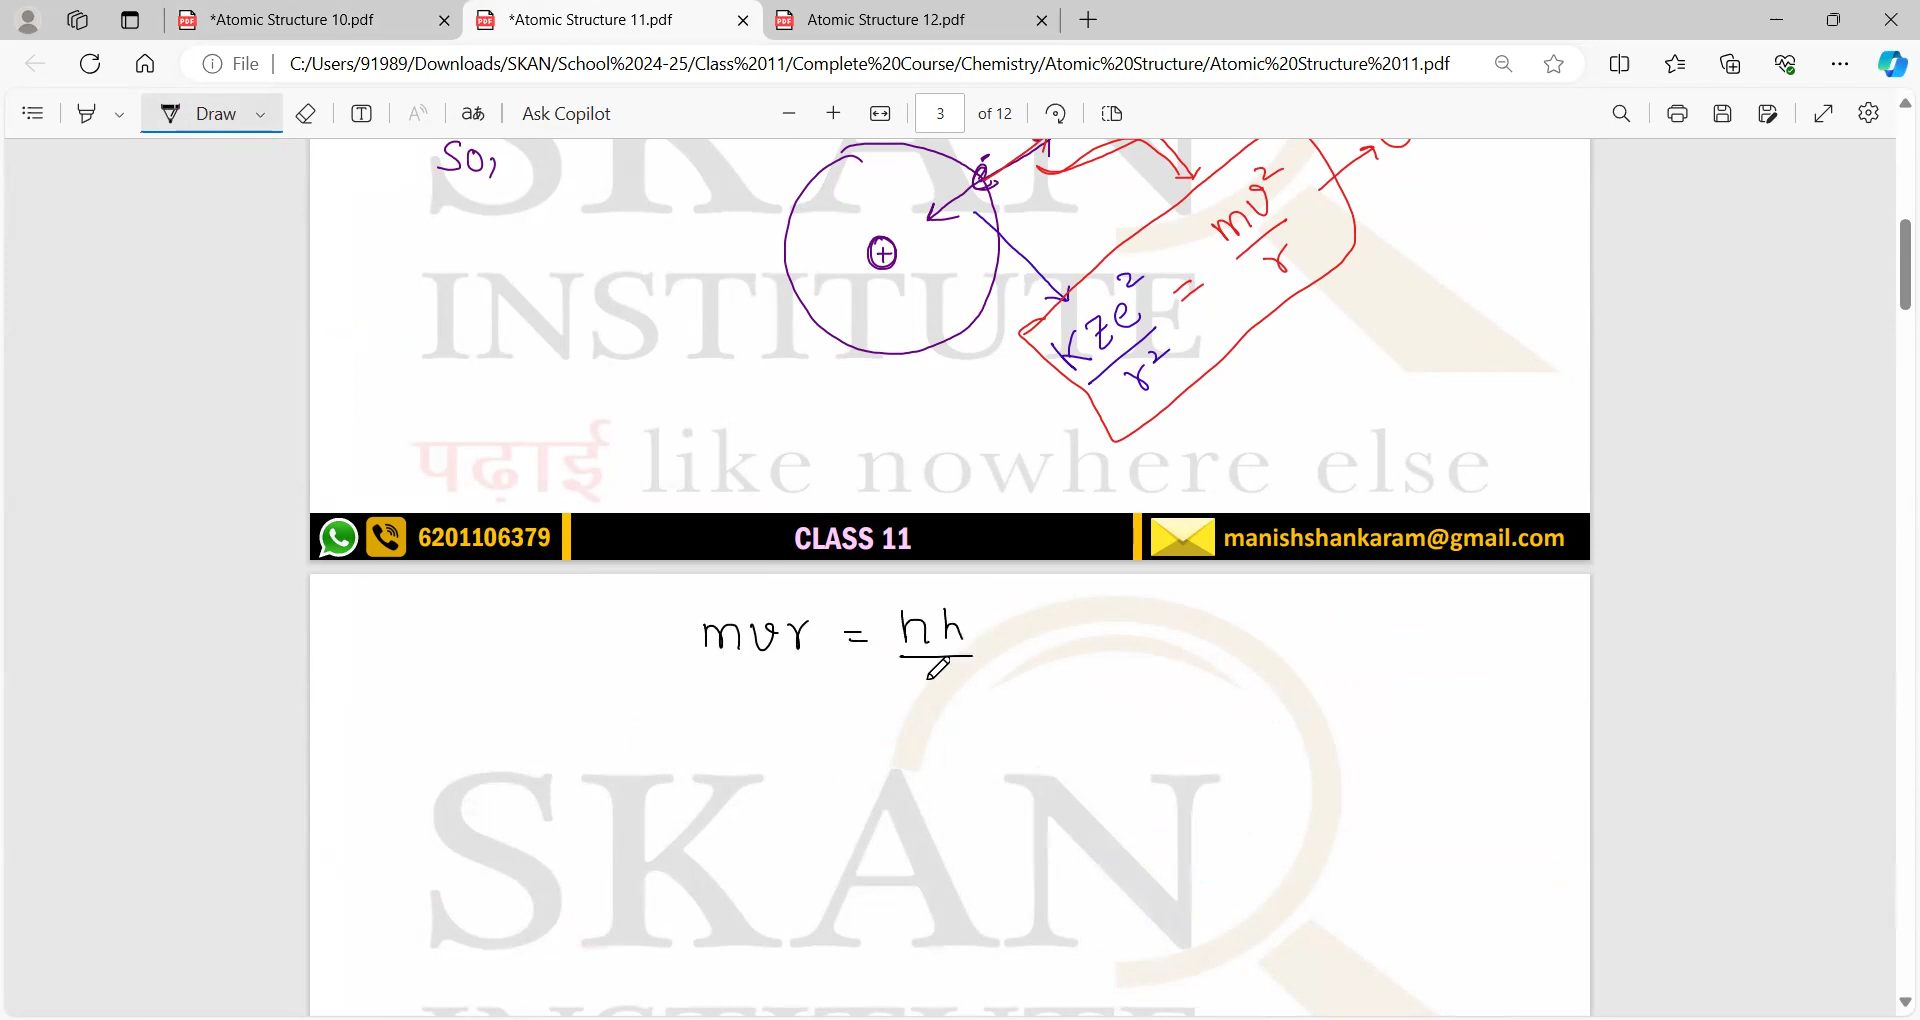 *Atomic Structure 10.pdf
*Atomic Structure 11.pdf
Atomic Structure 12.pdf
File
C:/Users/91989/Downloads/SKAN/School%2024-25/Class%2011/Complete%20Course/Chemistry/Atomic%20Structure/Atomic%20Structure%2011.pdf
Draw
Ask Copilot
3 of 12
SO,
SKAN
INSTITUTE
+
KZe²/r² = mv²/r
पढ़ाई like nowhere else
6201106379
CLASS 11
manishshankaram@gmail.com
mvr = nh
SKAN